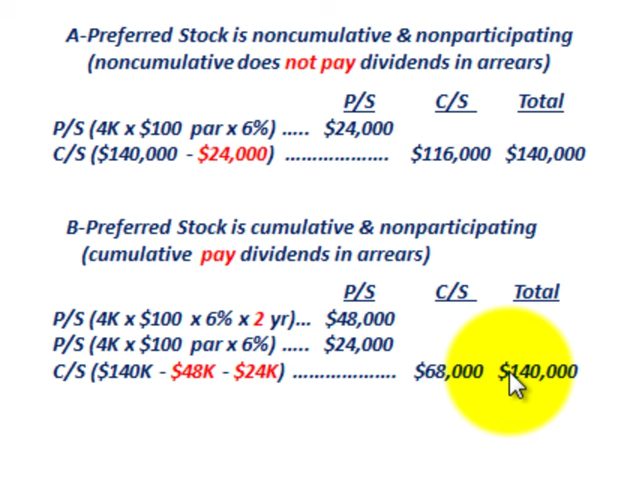 A-Preferred Stock is noncumulative & nonparticipating
(noncumulative does not pay dividends in arrears)
P/S C/S Total
P/S (4K x $100 par x 6%) ..... $24,000
C/S ($140,000 - $24,000) ................... $116,000 $140,000
B-Preferred Stock is cumulative & nonparticipating
(cumulative pay dividends in arrears)
P/S C/S Total
P/S (4K x $100 x 6% x 2 yr)... $48,000
P/S (4K x $100 par x 6%) ..... $24,000
C/S ($140K - $48K - $24K) ................... $68,000 $140,000